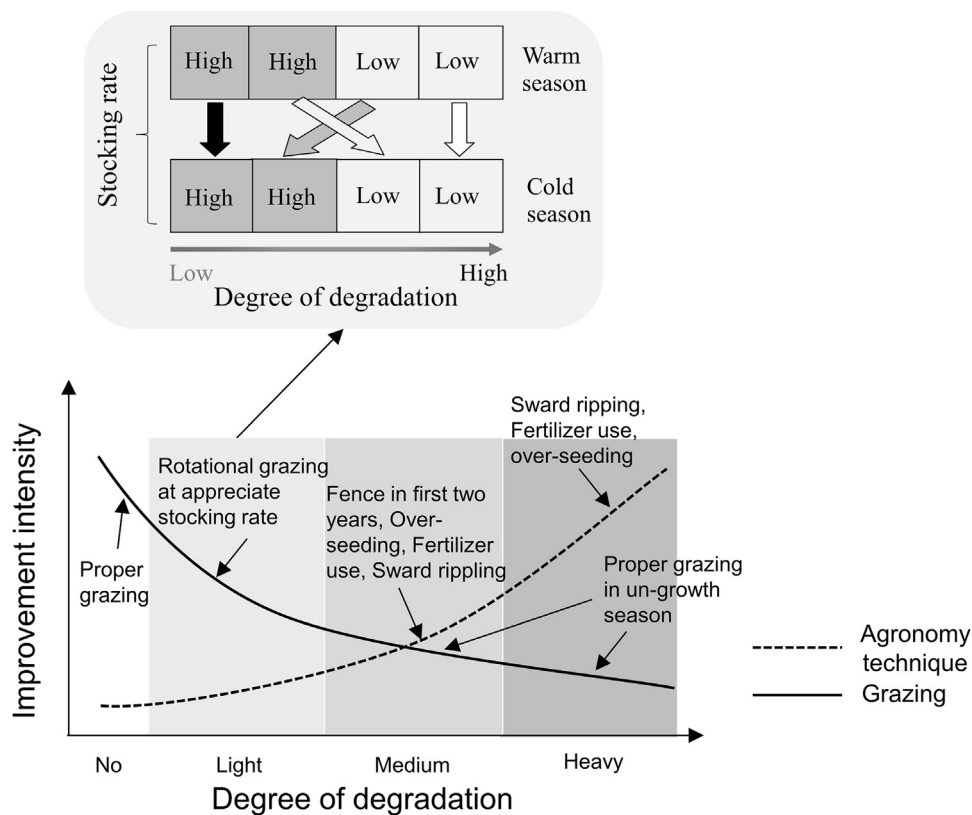 High High Low Low
Warm
season
Stocking rate
High High Low Low
Cold
season
Low High
Degree of degradation
Sward ripping,
Fertilizer use,
over-seeding
Rotational grazing
at appreciate
stocking rate
Fence in first two
years, Over-
seeding, Fertilizer
use, Sward rippling
Proper
grazing
Proper grazing
in un-growth
season
Improvement intensity
Agronomy
technique
Grazing
No Light Medium Heavy
Degree of degradation